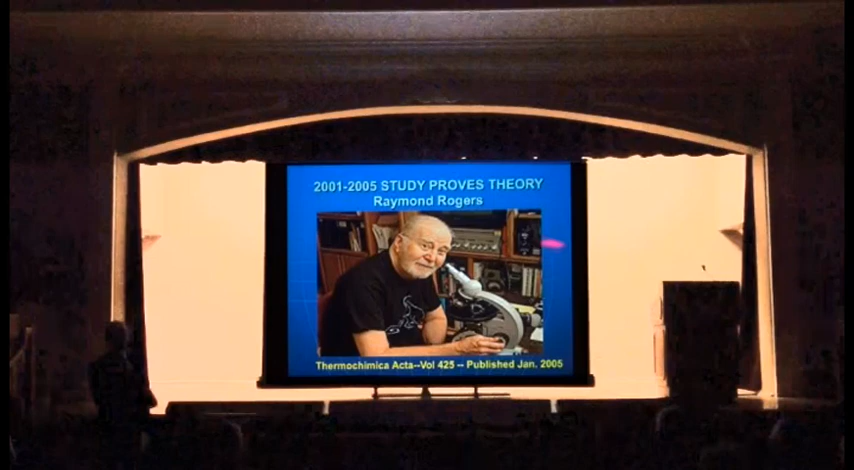 2001-2005 STUDY PROVES THEORY
Raymond Rogers
Thermochimica Acta--Vol 425 -- Published Jan. 2005